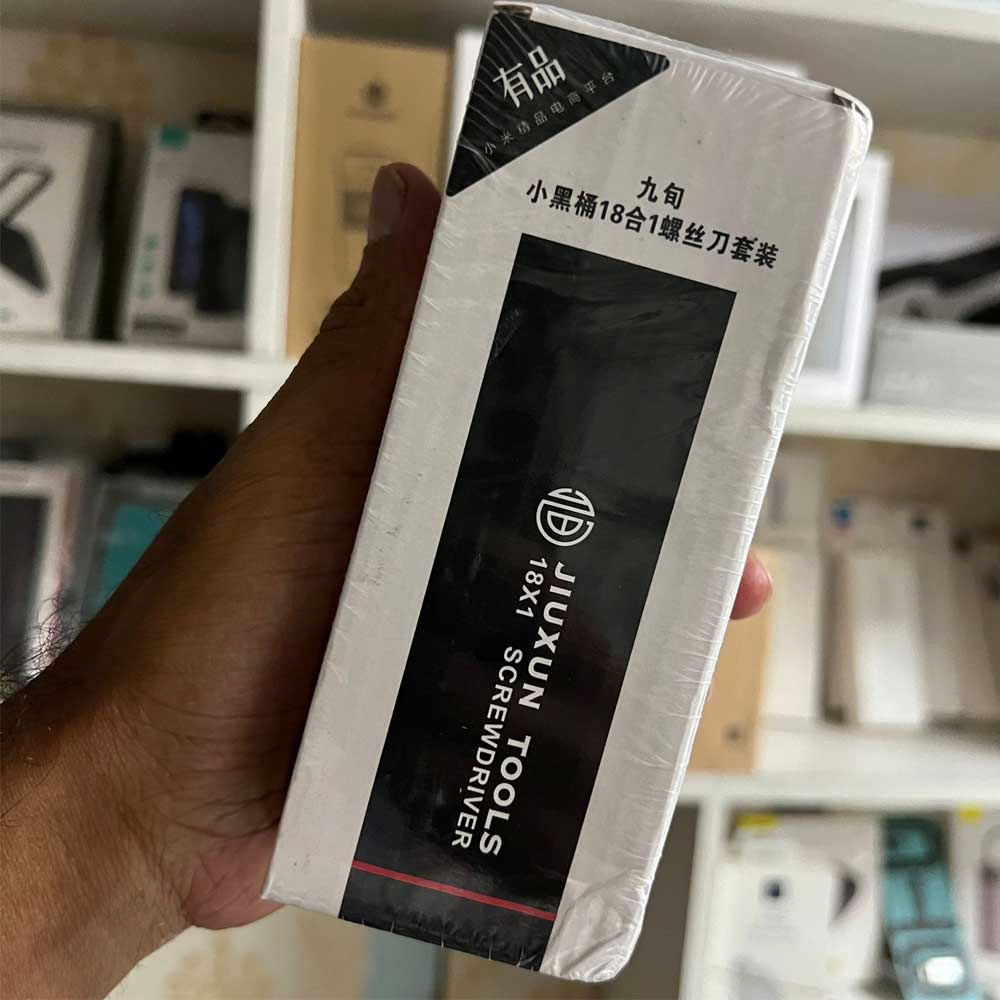 有品
小米精品电商平台
九旬
小黑桶18合1螺丝刀套装
JIUXUN TOOLS
18X1 SCREWDRIVER